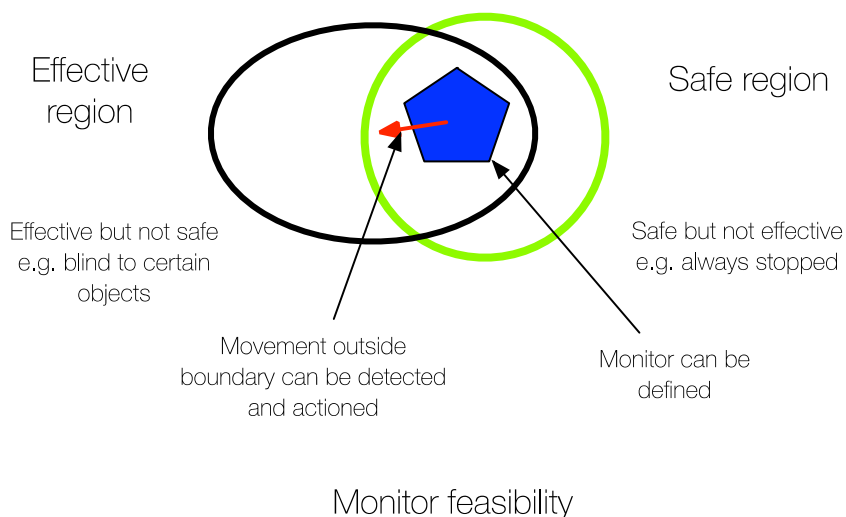 Effective
region
Safe region
Effective but not safe
e.g. blind to certain
objects
Safe but not effective
e.g. always stopped
Movement outside
boundary can be detected
and actioned
Monitor can be
defined
Monitor feasibility